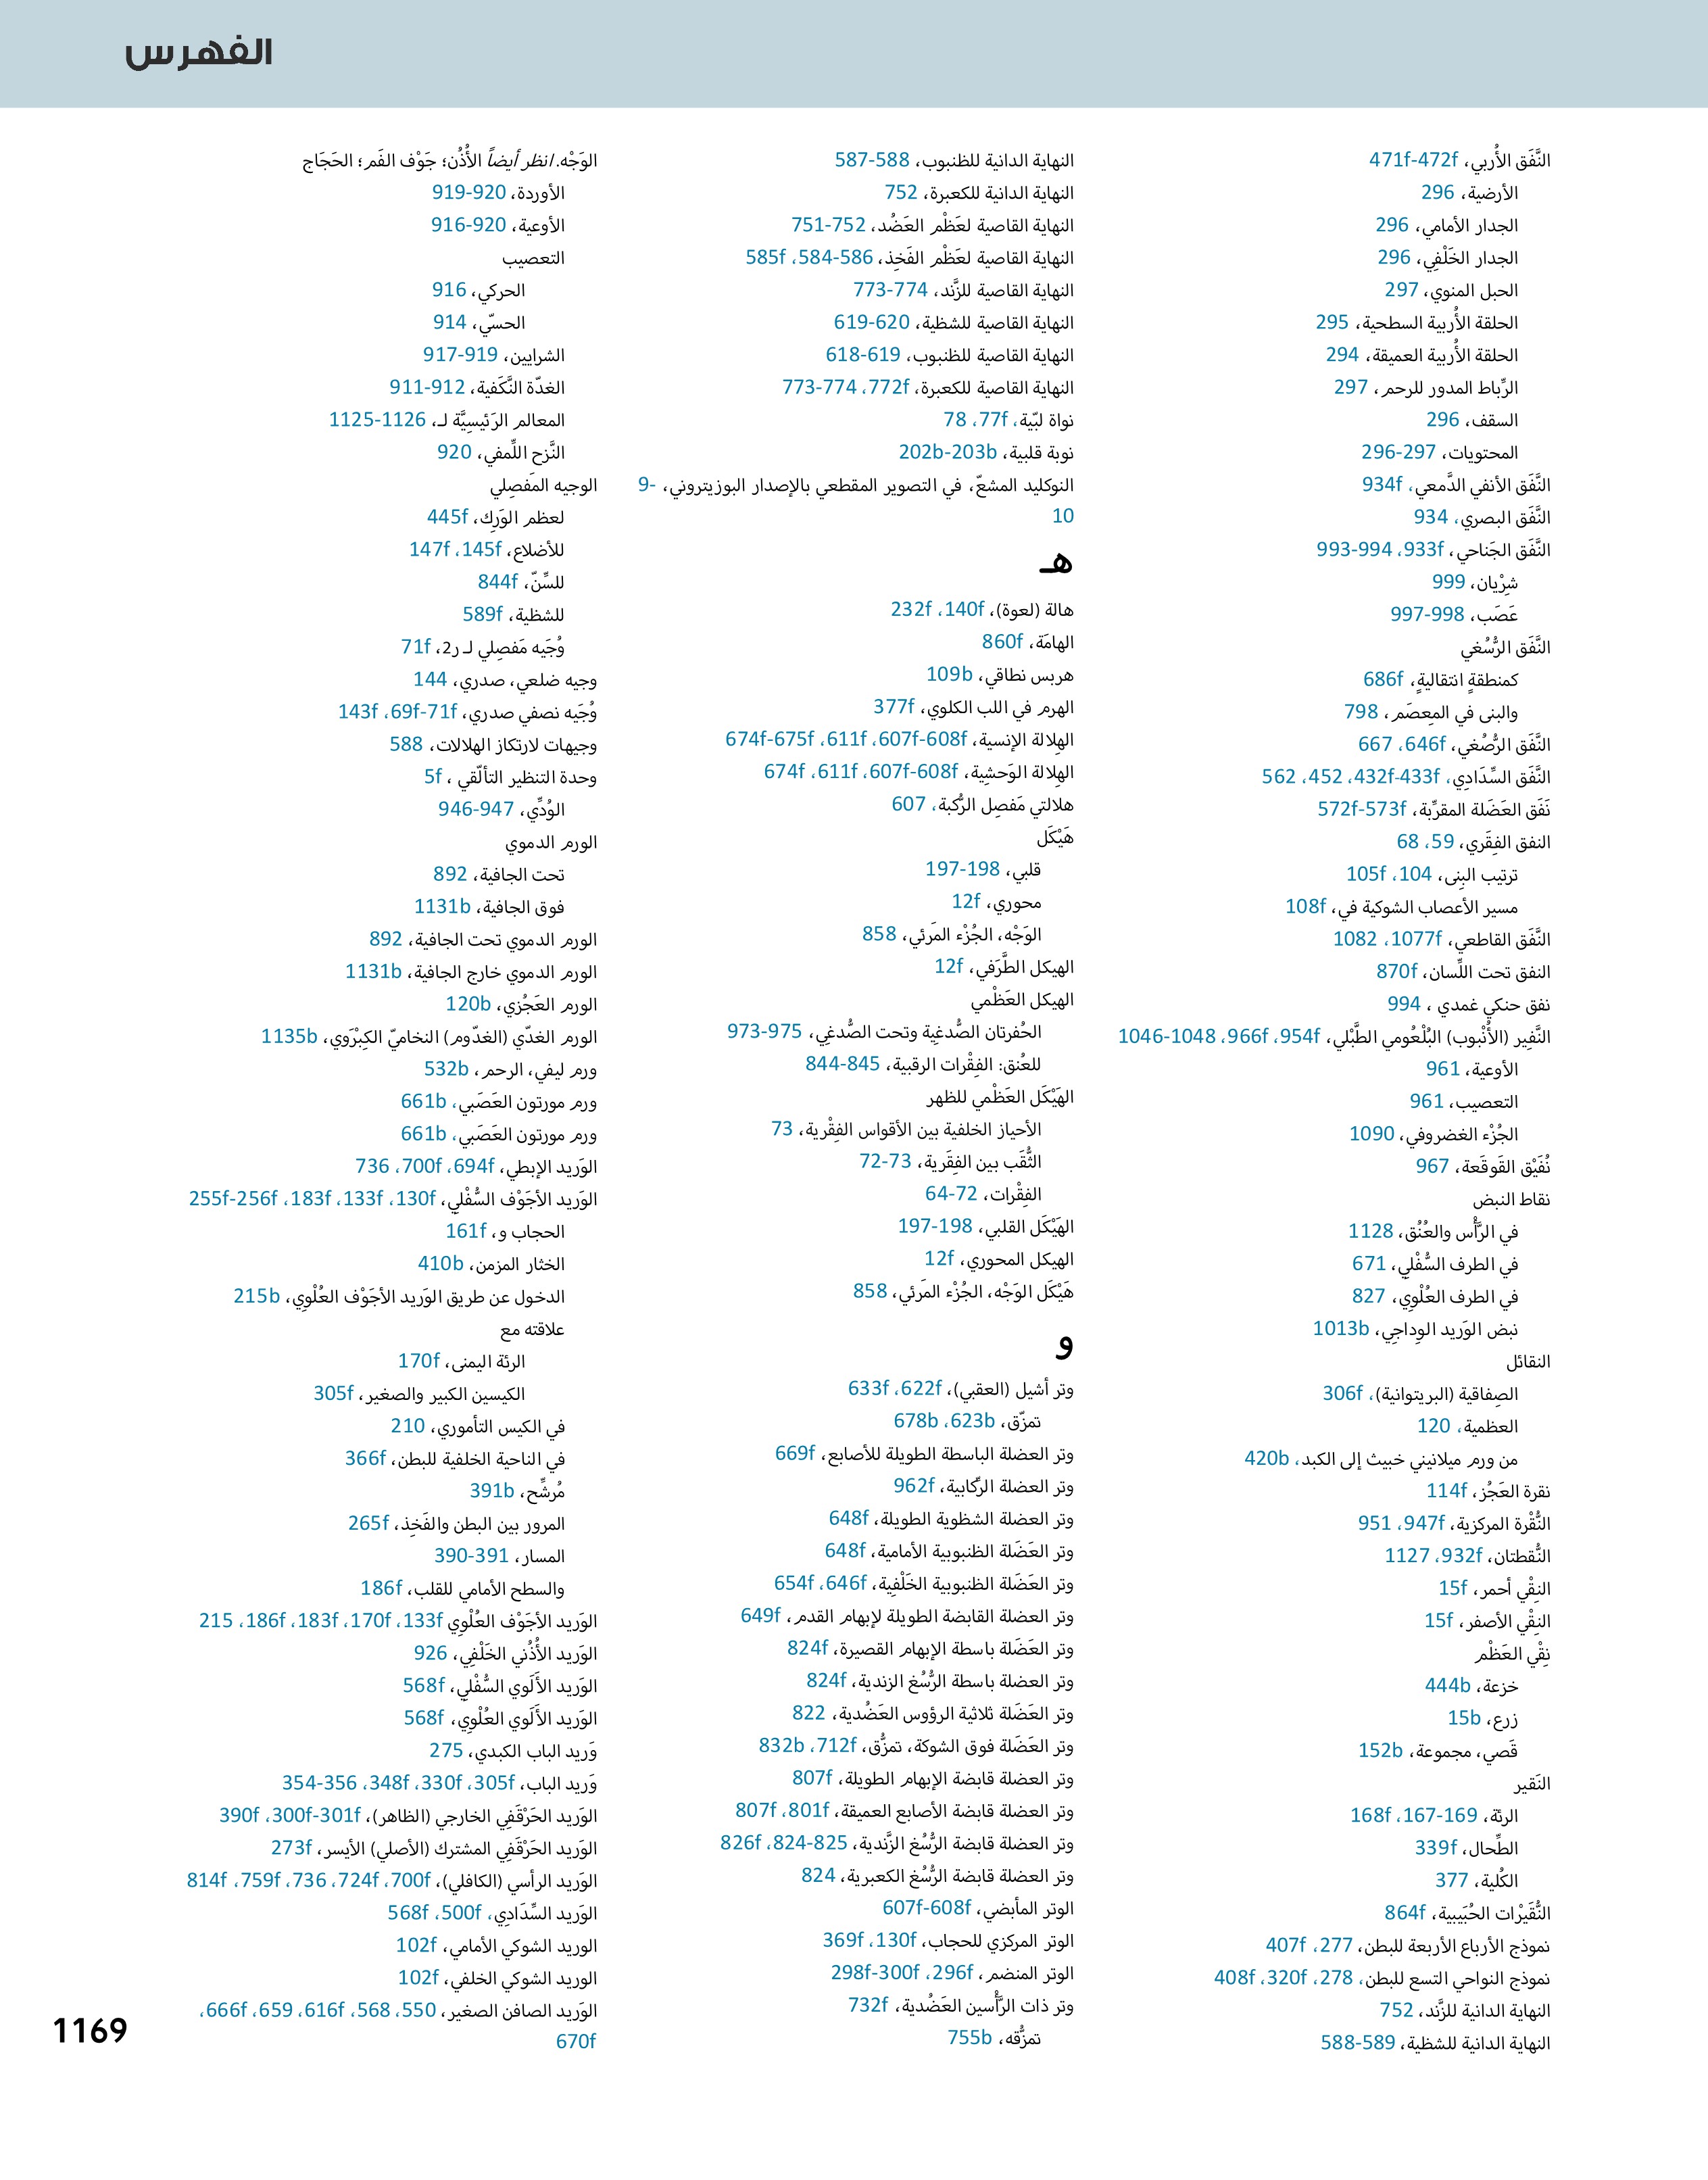 الفهرس
النَّفَق الأُربي، 471f-472f
الأرضية، 296
الجدار الأمامي، 296
الجدار الخَلْفِي، 296
الحبل المنوي، 297
الحلقة الأُربية السطحية، 295
الحلقة الأُربية العميقة، 294
الرِّباط المدور للرحم، 297
السقف، 296
المحتويات، 296-297
النَّفَق الأنفي الدَّمعي، 934f
النَّفَق البصري، 934
النَّفَق الجَناحي، 933f، 993-994
شرْيان، 999
عَصَب، 997-998
النَّفَق الرُّسُغي
كمنطقةٍ انتقاليةٍ، 686f
والبنى في المِعصَم، 798
النَّفَق الرُّصُغي، 646f، 667
النَّفَق السِّدَادِي، 432f-433f، 452، 562
نَفَق العَضَلة المقرِّبة، 572f-573f
النفق الفِقَري، 59، 68
ترتيب البِنى، 104، 105f
مسير الأعصاب الشوكية في، 108f
النَّفَق القاطعي، 1077f، 1082
النفق تحت اللِّسان، 870f
نفق حنكي غمدي ، 994
النَّفِير (الأُنْبوب) البُلْعُومي الطَّبْلي، 954f، 966f، 1046-1048
الأوعية، 961
التعصيب، 961
الجُزْء الغضروفي، 1090
نُفَيْق القَوقَعة، 967
نقاط النبض
في الرَّأْس والعُنُق، 1128
في الطرف السُّفْلِي، 671
في الطرف العُلْوِي، 827
نبض الوَريد الوِداجِي، 1013b
النقائل
الصِفاقية (البريتوانية)، 306f
العظمية، 120
من ورم ميلانيني خبيث إلى الكبد، 420b
نقرة العَجُز، 114f
النُّقْرة المركزية، 947f، 951
النُّقطتان، 932f، 1127
النِقْي أحمر، 15f
النِقْي الأصفر، 15f
نِقْي العَظْم
خزعة، 444b
زرع، 15b
قَصي، مجموعة، 152b
النَقير
الرئة، 167-169، 168f
الطِّحال، 339f
الكُلية، 377
النُّقَيرْات الحُبَيبية، 864f
نموذج الأرباع الأربعة للبطن، 277، 407f
نموذج النواحي التسع للبطن، 278، 320f، 408f
النهاية الدانية للزَّند، 752
النهاية الدانية للشظية، 588-589
النهاية الدانية للظنبوب، 587-588
النهاية الدانية للكعبرة، 752
النهاية القاصية لعَظْم العَضُد، 751-752
النهاية القاصية لعَظْم الفَخِذ، 584-586، 585f
النهاية القاصية للزَّند، 773-774
النهاية القاصية للشظية، 619-620
النهاية القاصية للظنبوب، 618-619
النهاية القاصية للكعبرة، 772f، 773-774
نواة لبّية، 77f، 78
نوبة قلبية، 202b-203b
النوكليد المشعّ، في التصوير المقطعي بالإصدار البوزيتروني، 9-
10
هـ
هالة (لعوة)، 140f، 232f
الهامَة، 860f
هربس نطاقي، 109b
الهرم في اللب الكلوي، 377f
الهِلالة الإنسية، 607f-608f، 611f، 674f-675f
الهِلالة الوَحشِية، 607f-608f، 611f، 674f
هلالتي مَفصِل الرُّكبة، 607
هَيْكَل
قلبي، 197-198
محوري، 12f
الوَجْه، الجُزْء المَرئي، 858
الهيكل الطَّرَفي، 12f
الهيكل العَظْمي
الحُفرتان الصُّدغِية وتحت الصُّدغِي، 973-975
للعُنق: الفِقْرات الرقبية، 844-845
الهَيْكَل العَظْمي للظهر
الأحياز الخلفية بين الأقواس الفِقْرية، 73
الثُّقَب بين الفِقَرية، 72-73
الفِقْرات، 64-72
الهَيْكَل القلبي، 197-198
الهيكل المحوري، 12f
هَيْكَل الوَجْه، الجُزْء المَرئي، 858
و
وتر أشيل (العقبي)، 622f، 633f
تمزّق، 623b، 678b
وتر العضلة الباسطة الطويلة للأصابع، 669f
وتر العضلة الرِّكابية، 962f
وتر العضلة الشظوية الطويلة، 648f
وتر العَضَلة الظنبوبية الأمامية، 648f
وتر العَضَلة الظنبوبية الخَلْفِية، 646f، 654f
وتر العضلة القابضة الطويلة لإبهام القدم، 649f
وتر العَضَلة باسطة الإبهام القصيرة، 824f
وتر العضلة باسطة الرُّسُغ الزندية، 824f
وتر العَضَلة ثلاثية الرؤوس العَضُدية، 822
وتر العَضَلة فوق الشوكة، تمزُّق، 712f، 832b
وتر العضلة قابضة الإبهام الطويلة، 807f
وتر العضلة قابضة الأصابع العميقة، 801f، 807f
وتر العضلة قابضة الرُّسُغ الزَّندية، 824-825، 826f
وتر العضلة قابضة الرُّسُغ الكعبرية، 824
الوتر المأبضي، 607f-608f
الوتر المركزي للحجاب، 130f، 369f
الوتر المنضم، 296f، 298f-300f
وتر ذات الرَّأْسين العَضُدية، 732f
تمزُّقه، 755b
الوَجْه. انظر أيضاً الأُذُن؛ جَوْف الفَم؛ الحَجَاج
الأوردة، 919-920
الأوعية، 916-920
التعصيب
الحركي، 916
الحسّي، 914
الشرايين، 917-919
الغدّة النَّكَفية، 911-912
المعالم الرَئيسِيَّة لـ، 1125-1126
النَّزح اللِّمفي، 920
الوجيه المَفصِلي
لعظم الوَرِك، 445f
للأضلاع، 145f، 147f
للسِّنّ، 844f
للشظية، 589f
وُجَيه مَفصِلي لـ ر2، 71f
وجيه ضلعي، صدري، 144
وُجَيه نصفي صدري، 69f-71f، 143f
وجيهات لارتكاز الهلالات، 588
وحدة التنظير التألّقي ، 5f
الوُدِّي، 946-947
الورم الدموي
تحت الجافية، 892
فوق الجافية، 1131b
الورم الدموي تحت الجافية، 892
الورم الدموي خارج الجافية، 1131b
الورم العَجُزي، 120b
الورم الغدّي (الغدّوم) النخاميّ الكِبْرَوي، 1135b
ورم ليفي، الرحم، 532b
ورم مورتون العَصَبي، 661b
ورم مورتون العَصَبي، 661b
الوَريد الإبطي، 694f، 700f، 736
الوَريد الأجَوْف السُّفْلِي، 130f، 133f، 183f، 255f-256f
الحجاب و، 161f
الخثار المزمن، 410b
الدخول عن طريق الوَريد الأجَوْف العُلْوِي، 215b
علاقته مع
الرئة اليمنى، 170f
الكيسين الكبير والصغير، 305f
في الكيس التأموري، 210
في الناحية الخلفية للبطن، 366f
مُرشِّح، 391b
المرور بين البطن والفَخِذ، 265f
المسار، 390-391
والسطح الأمامي للقلب، 186f
الوَريد الأجَوْف العُلْوِي 133f، 170f، 183f، 186f، 215
الوَريد الأُذُني الخَلْفِي، 926
الوَريد الأَلَوي السُّفْلِي، 568f
الوَريد الأَلَوي العُلْوِي، 568f
وَريد الباب الكبدي، 275
وَريد الباب، 305f، 330f، 348f، 354-356
الوَريد الحَرْقَفِي الخارجي (الظاهر)، 300f-301f، 390f
الوَريد الحَرْقَفِي المشترك (الأصلي) الأيسر، 273f
الوَريد الرأسي (الكافلي)، 700f، 724f، 736، 759f، 814f
الوَريد السِّدَادِي، 500f، 568f
الوريد الشوكي الأمامي، 102f
الوريد الشوكي الخلفي، 102f
الوَريد الصافن الصغير، 550، 568، 616f، 659، 666f،
670f
1169